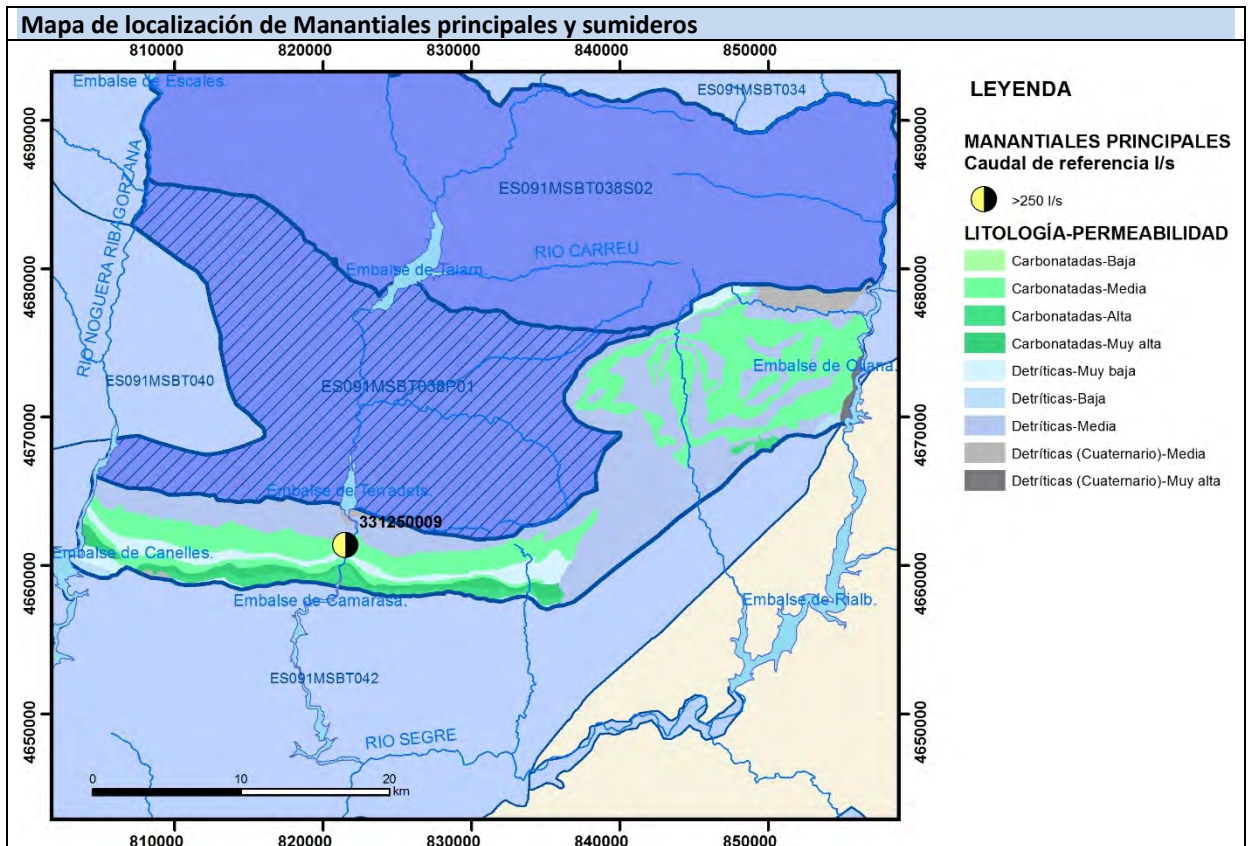 Mapa de localización de Manantiales principales y sumideros
810000 820000 830000 840000 850000
Embalse de Escales.
ES091MSBT034
4690000
4690000
RIO NOGUERA RIBAGORZANA
ES091MSBT038S02
RIO CARREU
Embalse de Talarn.
4680000
4680000
ES091MSBT040
ES091MSBT038P01
Embalse de Oliana.
4670000
4670000
Embalse de Terradets.
331250009
Embalse de Canelles.
4660000
4660000
Embalse de Camarasa.
Embalse de Rialb.
ES091MSBT042
4650000
4650000
RIO SEGRE
0 10 20
km
810000 820000 830000 840000 850000
LEYENDA
MANANTIALES PRINCIPALES
Caudal de referencia l/s
>250 l/s
LITOLOGÍA-PERMEABILIDAD
Carbonatadas-Baja
Carbonatadas-Media
Carbonatadas-Alta
Carbonatadas-Muy alta
Detríticas-Muy baja
Detríticas-Baja
Detríticas-Media
Detríticas (Cuaternario)-Media
Detríticas (Cuaternario)-Muy alta